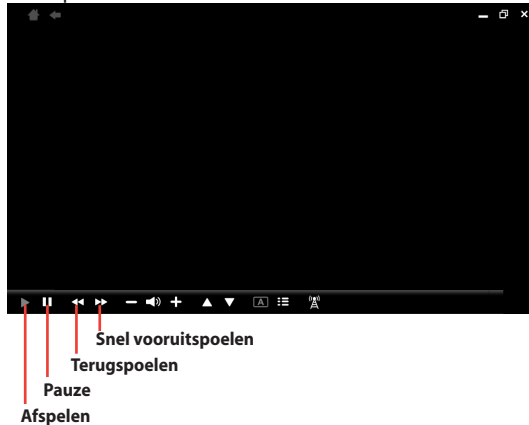 A
Snel vooruitspoelen
Terugspoelen
Pauze
Afspelen